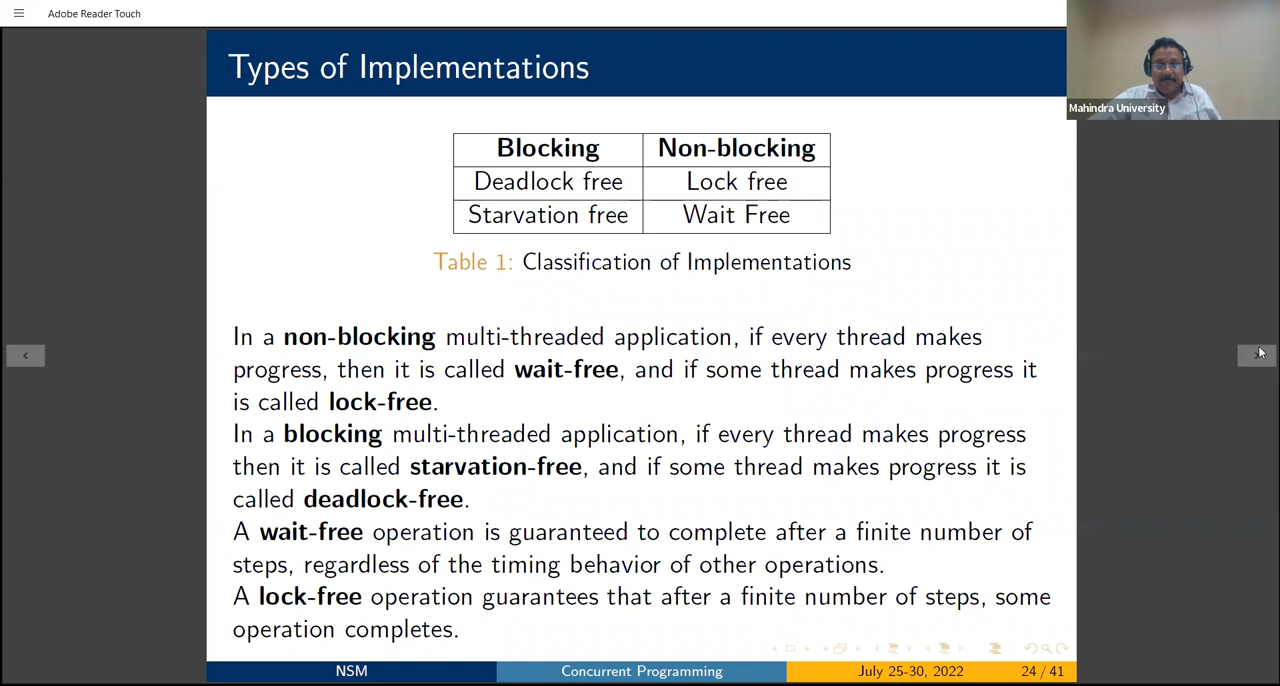 Adobe Reader Touch
Types of Implementations
Mahindra University
Blocking Non-blocking
Deadlock free Lock free
Starvation free Wait Free
Table 1: Classification of Implementations
In a non-blocking multi-threaded application, if every thread makes
progress, then it is called wait-free, and if some thread makes progress it
is called lock-free.
In a blocking multi-threaded application, if every thread makes progress
then it is called starvation-free, and if some thread makes progress it is
called deadlock-free.
A wait-free operation is guaranteed to complete after a finite number of
steps, regardless of the timing behavior of other operations.
A lock-free operation guarantees that after a finite number of steps, some
operation completes.
NSM Concurrent Programming July 25-30, 2022 24 / 41